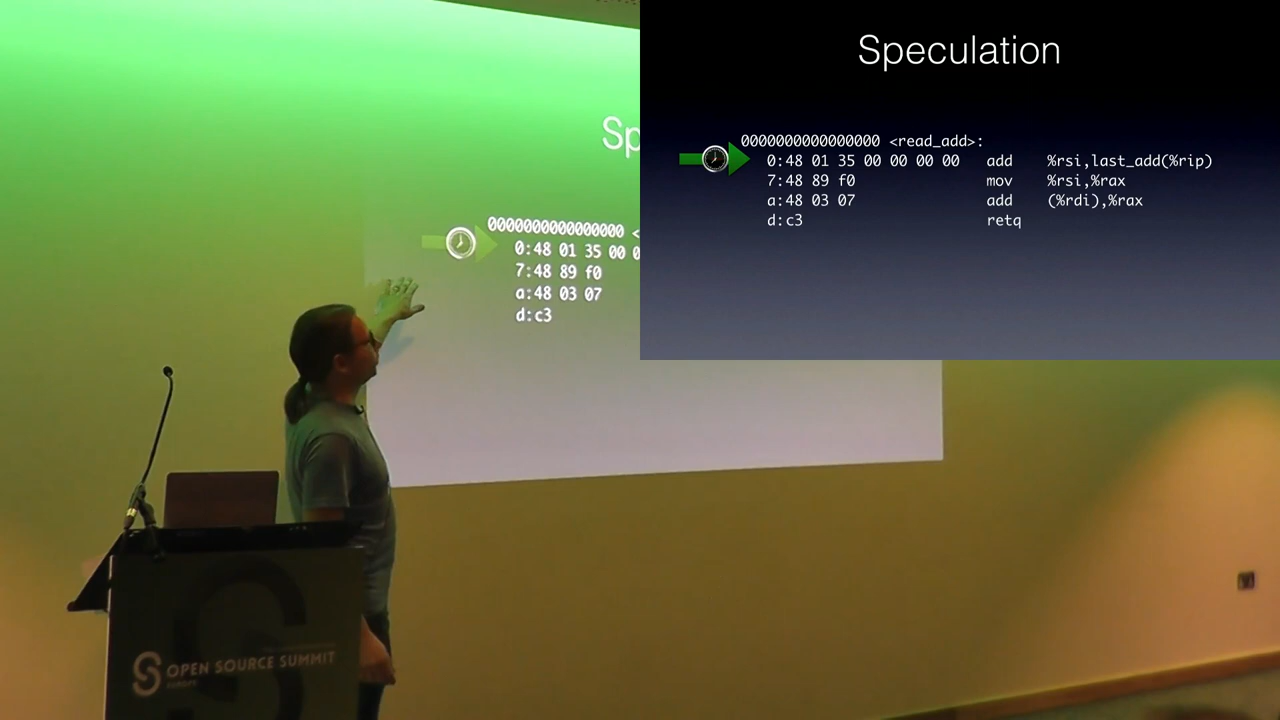 Speculation
0000000000000000 <read_add>:
0:48 01 35 00 00 00 00 add %rsi,last_add(%rip)
7:48 89 f0 mov %rsi,%rax
a:48 03 07 add (%rdi),%rax
d:c3 retq
Sp
0000000000000000 <
0:48 01 35 00 0
7:48 89 f0
a:48 03 07
d:c3
OPEN SOURCE SUMMIT
EUROPE